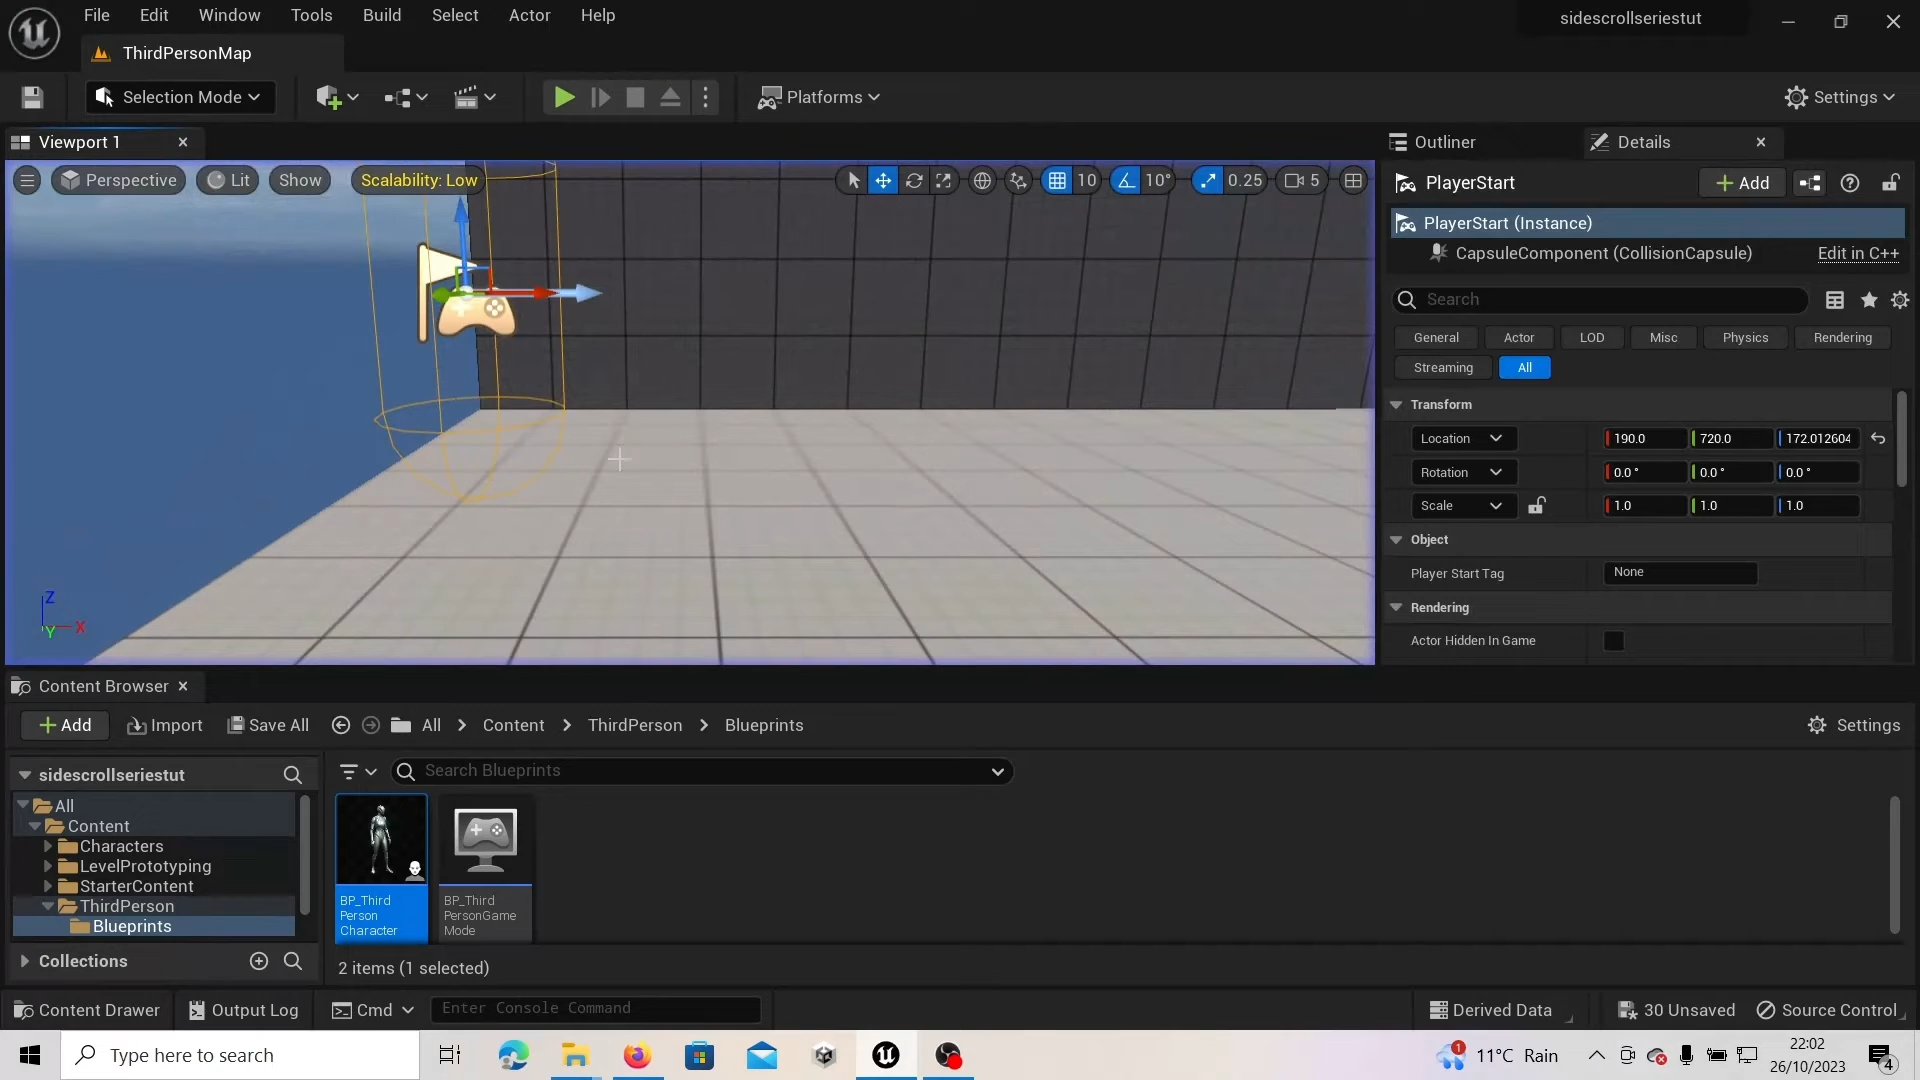 File Edit Window Tools Build Select Actor Help
sidescrollseriestut
ThirdPersonMap
Selection Mode
Platforms
Settings
Viewport 1
Outliner
Details
Perspective
Lit
Show
Scalability: Low
10
10°
0.25
5
PlayerStart
Add
PlayerStart (Instance)
CapsuleComponent (CollisionCapsule)
Edit in C++
Search
General Actor LOD Misc Physics Rendering
Streaming All
Transform
Location 190.0 720.0 172.012604
Rotation 0.0 ° 0.0 ° 0.0 °
Scale 1.0 1.0 1.0
Object
Player Start Tag None
Rendering
Actor Hidden In Game
Z
Y X
Content Browser
Add Import Save All All Content ThirdPerson Blueprints Settings
sidescrollseriestut
Search Blueprints
All
Content
Characters
LevelPrototyping
StarterContent
ThirdPerson
Blueprints
Collections
BP_Third
Person
Character
BP_Third
PersonGame
Mode
2 items (1 selected)
Content Drawer Output Log Cmd Enter Console Command Derived Data 30 Unsaved Source Control
Type here to search
1
11°C Rain
22:02
26/10/2023
4